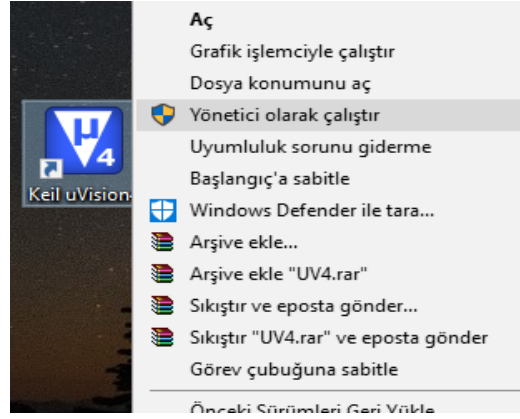 Aç
Grafik işlemciyle çalıştır
Dosya konumunu aç
Yönetici olarak çalıştır
Uyumluluk sorunu giderme
Başlangıç'a sabitle
Windows Defender ile tara...
Arşive ekle...
Arşive ekle "UV4.rar"
Sıkıştır ve eposta gönder...
Sıkıştır "UV4.rar" ve eposta gönder
Görev çubuğuna sabitle
Önceki Sürümleri Geri Yükle
µ
4
Keil uVision